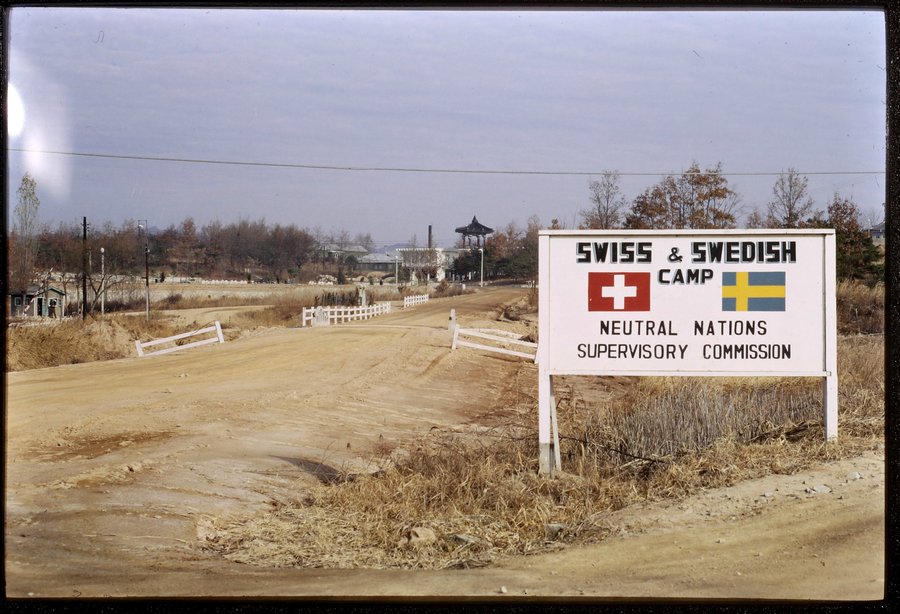 SWISS & SWEDISH
CAMP
NEUTRAL NATIONS
SUPERVISORY COMMISSION